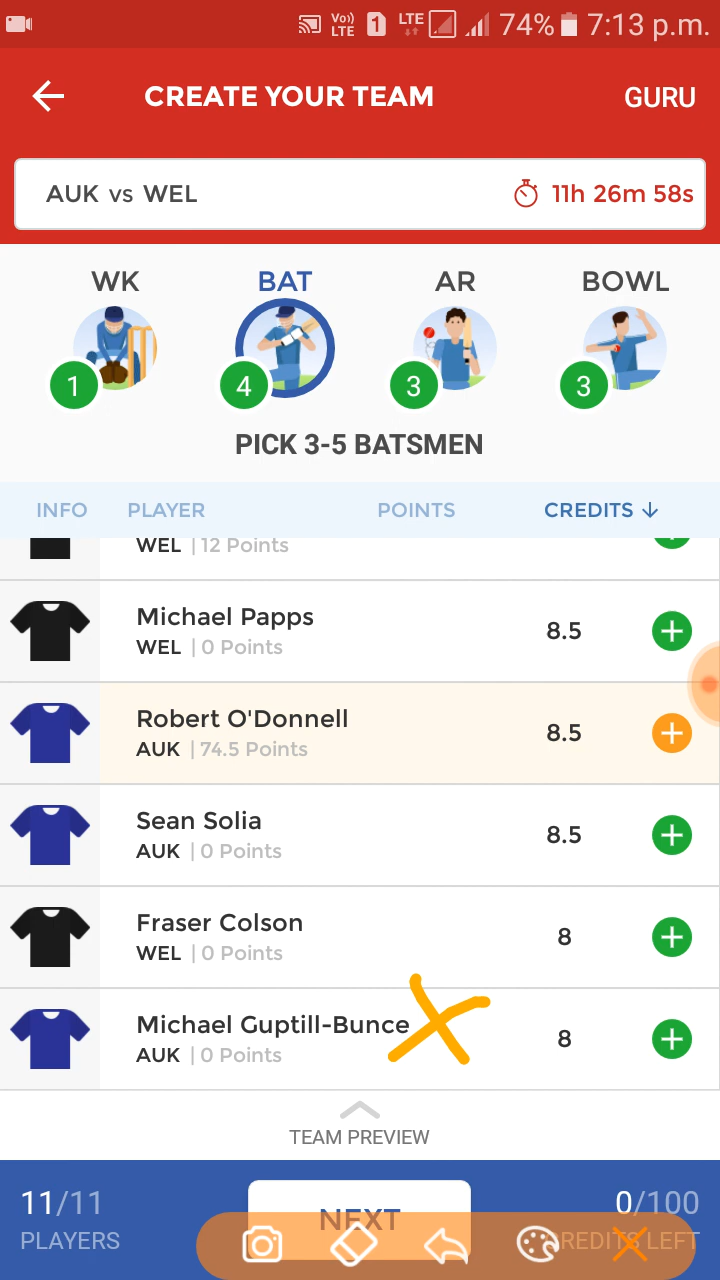 Vo)) LTE 1 LTE 74% 7:13 p.m.
CREATE YOUR TEAM GURU
AUK vs WEL 11h 26m 58s
WK BAT AR BOWL
1 4 3 3
PICK 3-5 BATSMEN
INFO PLAYER POINTS CREDITS
WEL | 12 Points
Michael Papps
WEL | 0 Points
8.5
Robert O'Donnell
AUK | 74.5 Points
8.5
Sean Solia
AUK | 0 Points
8.5
Fraser Colson
WEL | 0 Points
8
Michael Guptill-Bunce
AUK | 0 Points
8
TEAM PREVIEW
11/11 NEXT 0/100
PLAYERS CREDITS LEFT